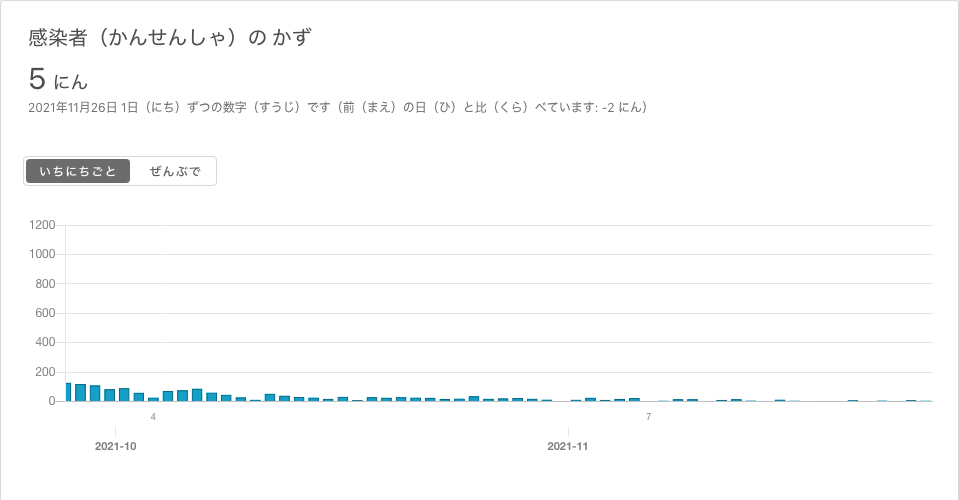 感染者（かんせんしゃ）の かず
5 にん
2021年11月26日 1日（にち）ずつの数字（すうじ）です（前（まえ）の日（ひ）と比（くら）べています: -2 にん）
いちにちごと ぜんぶで
1200
1000
800
600
400
200
0
4 7
2021-10 2021-11